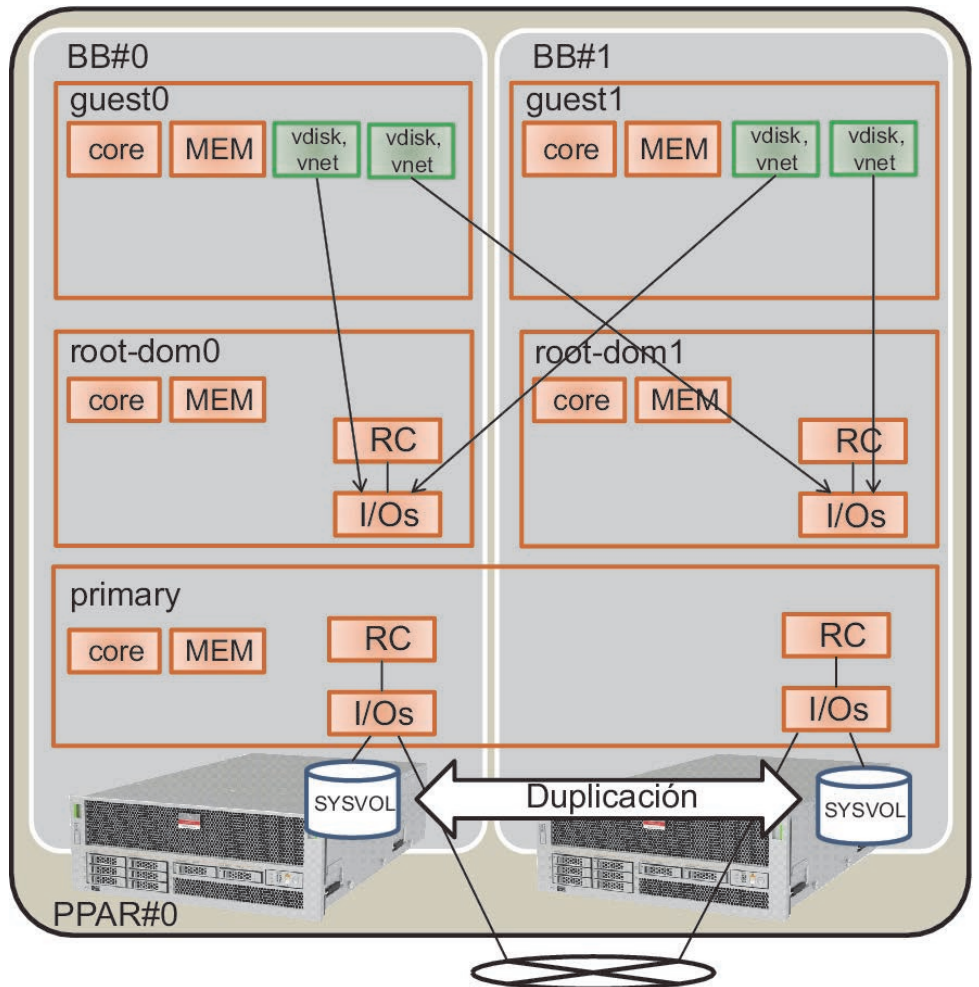 BB#0
BB#1
guest0
guest1
core
MEM
vdisk,
vnet
vdisk,
vnet
core
MEM
vdisk,
vnet
vdisk,
vnet
root-dom0
root-dom1
core
MEM
core
MEM
RC
RC
I/Os
I/Os
primary
core
MEM
RC
RC
I/Os
I/Os
SYSVOL
Duplicación
SYSVOL
PPAR#0